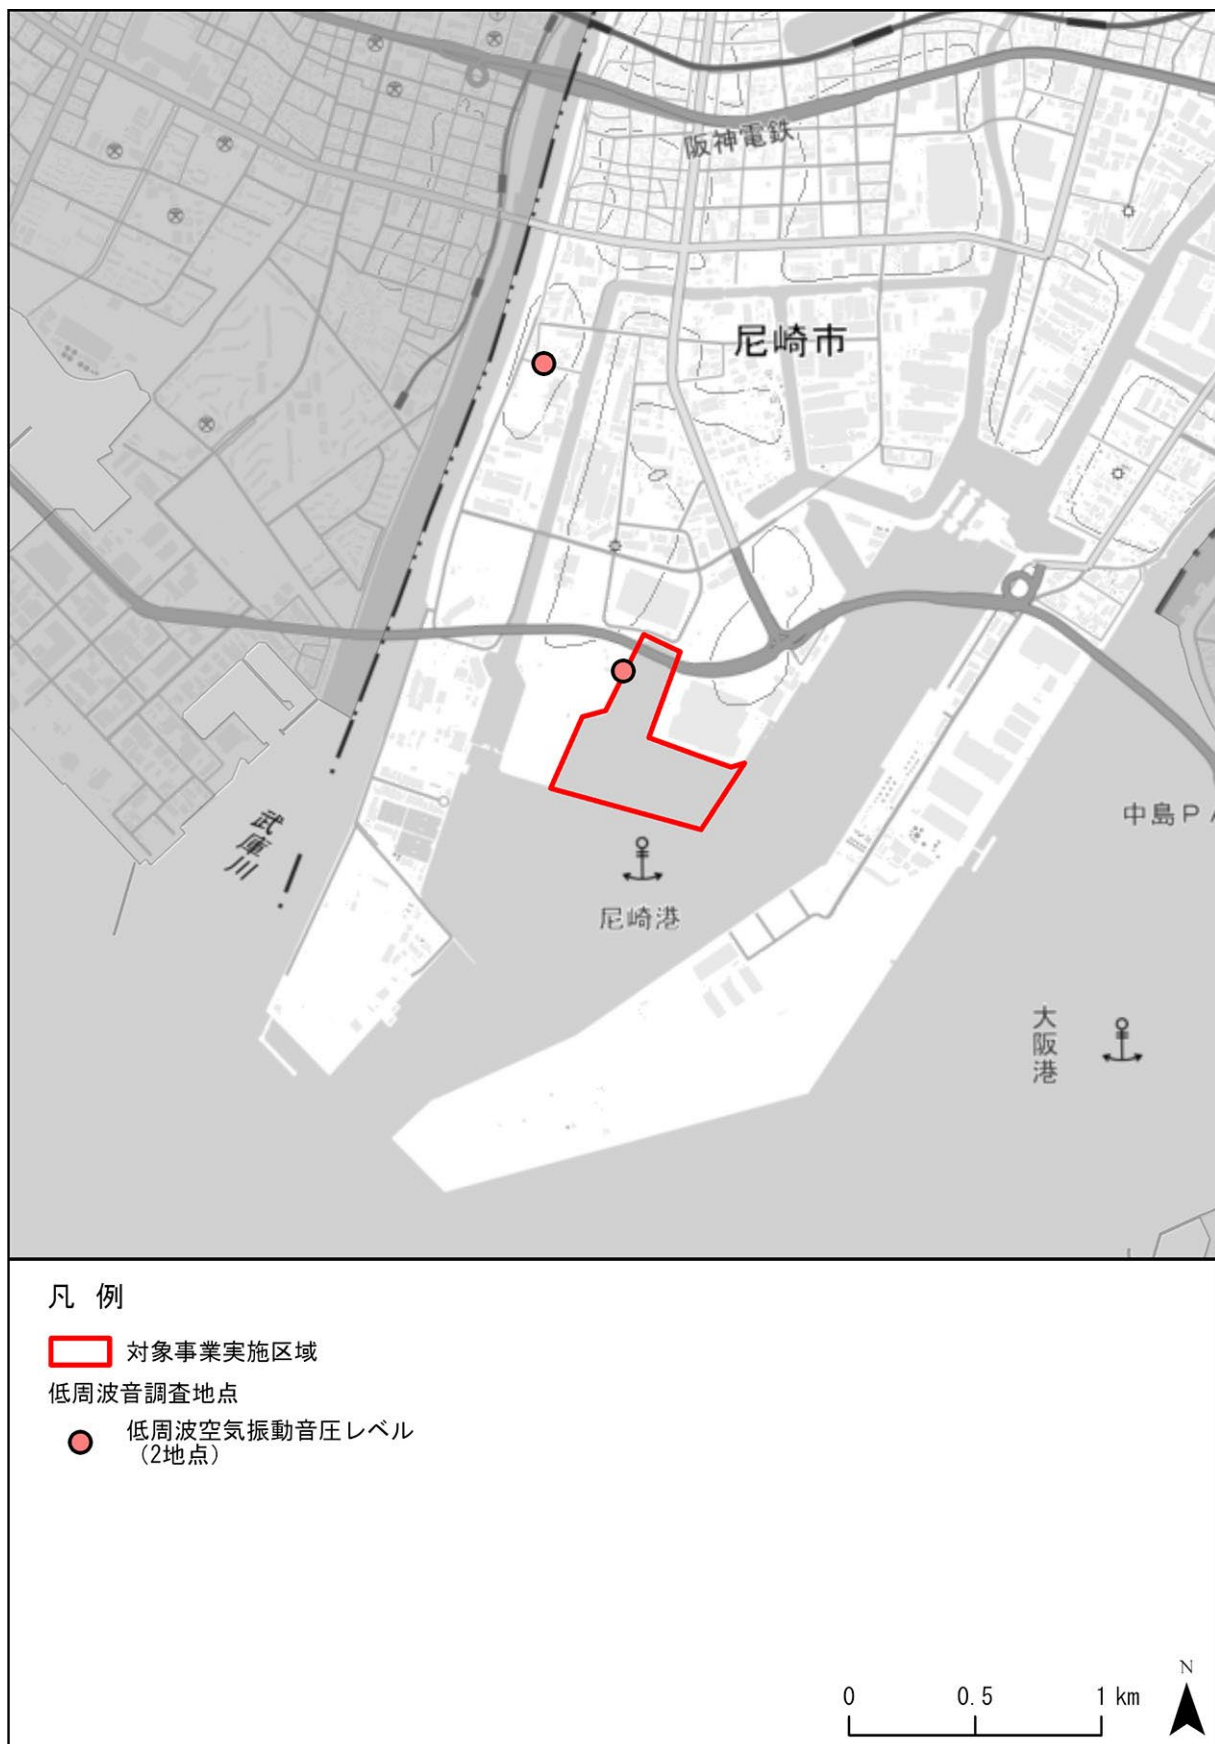 阪神電鉄
尼崎市
中島PA
武庫川
尼崎港
大阪港
凡 例
対象事業実施区域
低周波音調査地点
低周波空気振動音圧レベル
（2地点）
N
0 0.5 1 km